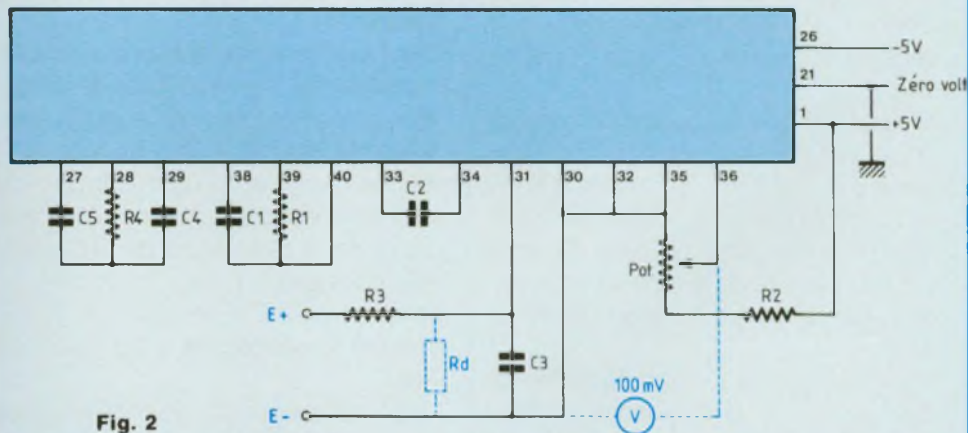 26
-5V
21
Zéro volt
1
+5V
27 28 29 38 39 40 33 34 31 30 32 35 36
C5 R4 C4 C1 R1 C2
Pot.
R3 R2
E+
Rd C3
100 mV
E- V
Fig. 2